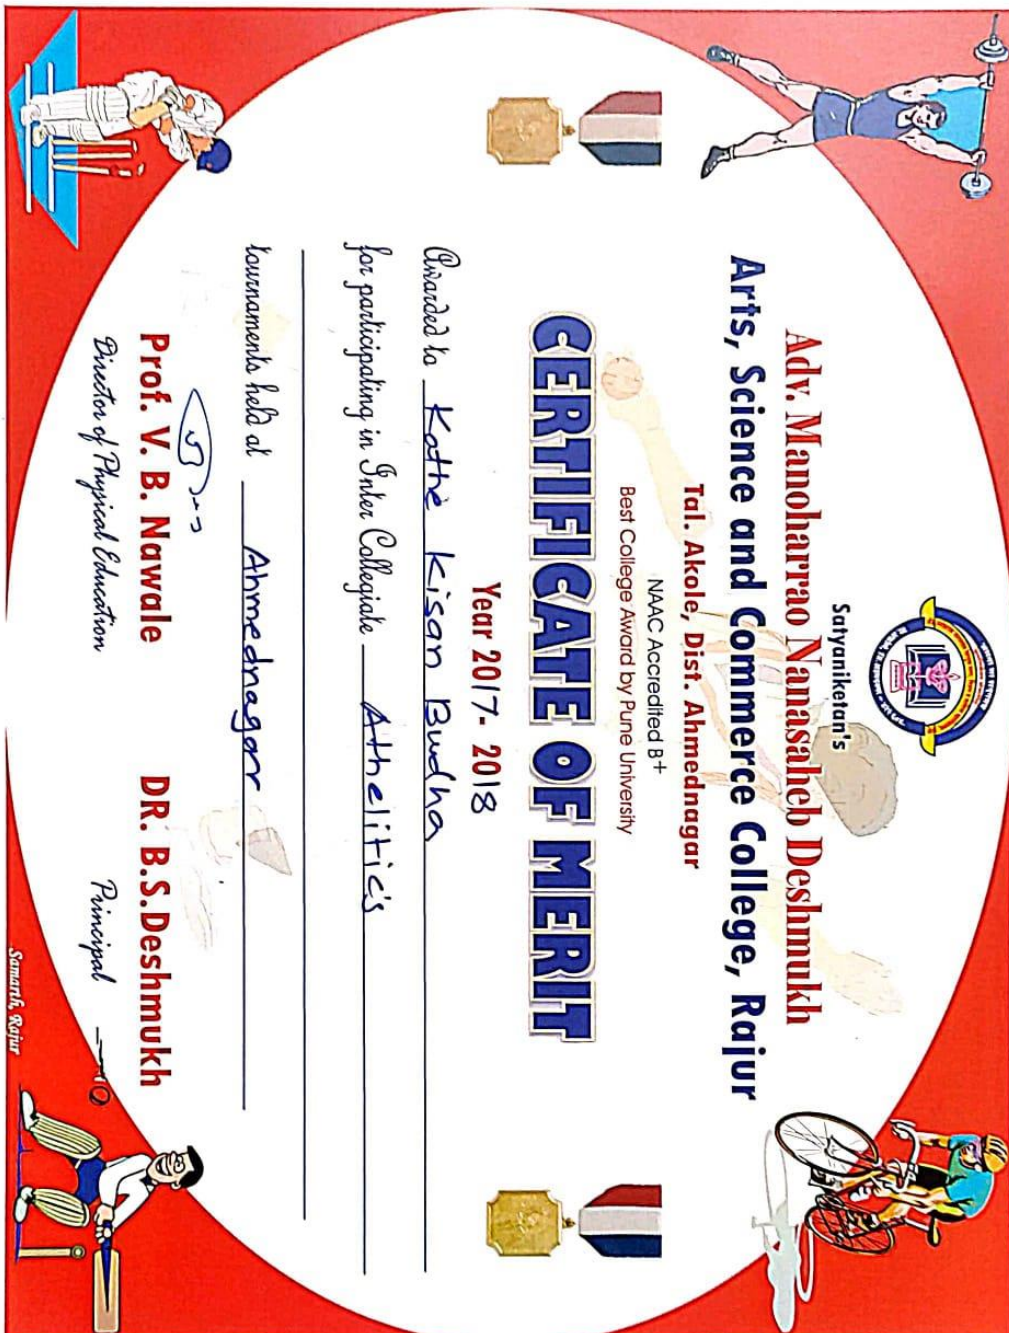 Satyaniketan's
Adv. Manoharrao Nanasaheb Deshmukh
Arts, Science and Commerce College, Rajur
Tal. Akole, Dist. Ahmednagar
NAAC Accredited B+
Best College Award by Pune University
CERTIFICATE OF MERIT
Year 2017- 2018
Awarded to Kothe Kisan Budha
for participating in Inter Collegiate Athelitic's
tournaments held at Ahmednagar
Prof. V. B. Nawale DR. B.S.Deshmukh
Director of Physical Education Principal
Samarth, Rajur